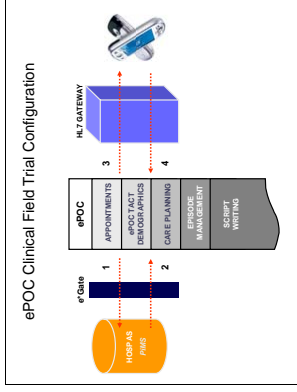 ePOC Clinical Field Trial Configuration
HOSPAS
PIMS
e*Gate
1
2
ePOC
APPOINTMENTS
ePOC TACT
DEMOGRAPHICS
CARE PLANNING
EPISODE
MANAGEMENT
SCRIPT
WRITING
3
4
HL7 GATEWAY